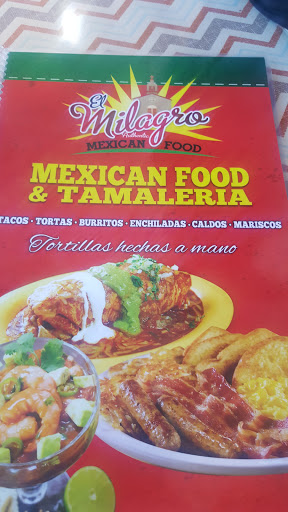 El
Milagro
Authentic
MEXICAN FOOD
MEXICAN FOOD
& TAMALERIA
TACOS · TORTAS · BURRITOS · ENCHILADAS · CALDOS · MARISCOS
Tortillas hechas a mano